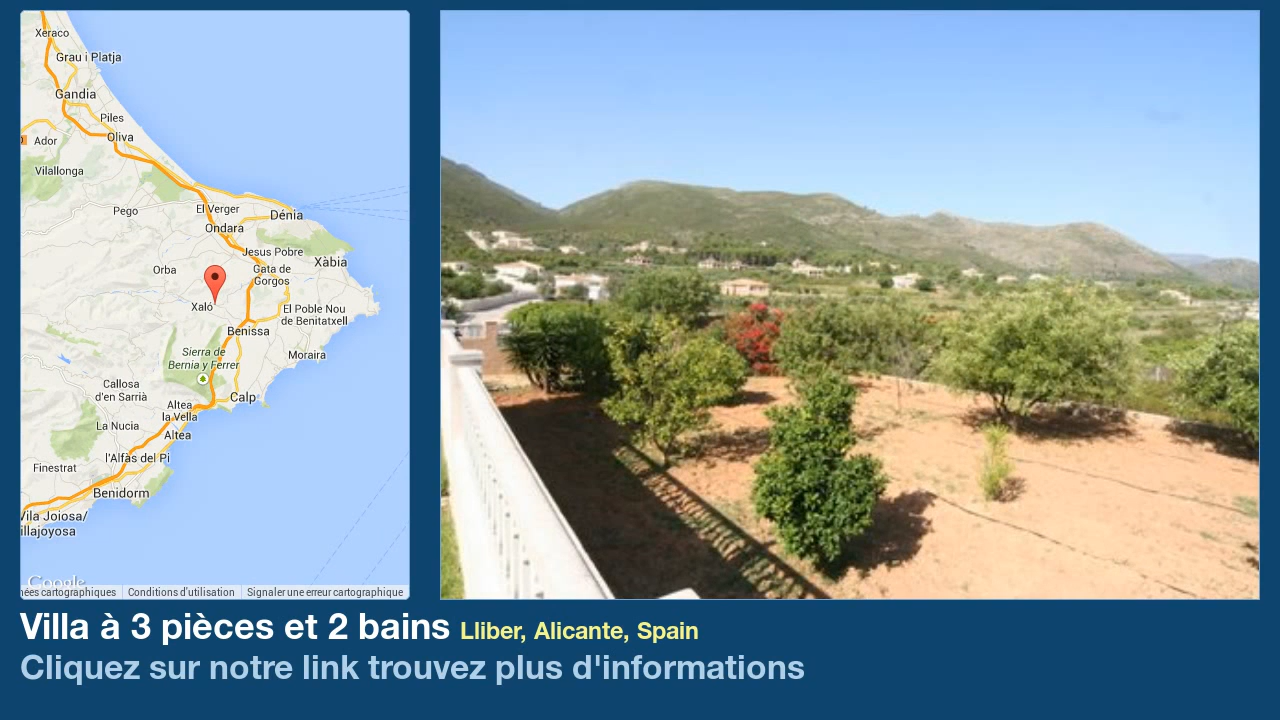 Xeraco
Grau i Platja
Gandia
Piles
Oliva
Ador
Vilallonga
Pego
El Verger
Dénia
Ondara
Jesus Pobre
Xàbia
Orba
Gata de
Gorgos
Xaló
El Poble Nou
de Benitatxell
Benissa
Sierra de
Bernia y Ferrer
Moraira
Callosa
d'en Sarrià
Calp
Altea
la Vella
La Nucia
Altea
l'Alfàs del Pi
Finestrat
Benidorm
Vila Joiosa/
illajoyosa
Google
ées cartographiques
Conditions d'utilisation
Signaler une erreur cartographique
Villa à 3 pièces et 2 bains Lliber, Alicante, Spain
Cliquez sur notre link trouvez plus d'informations